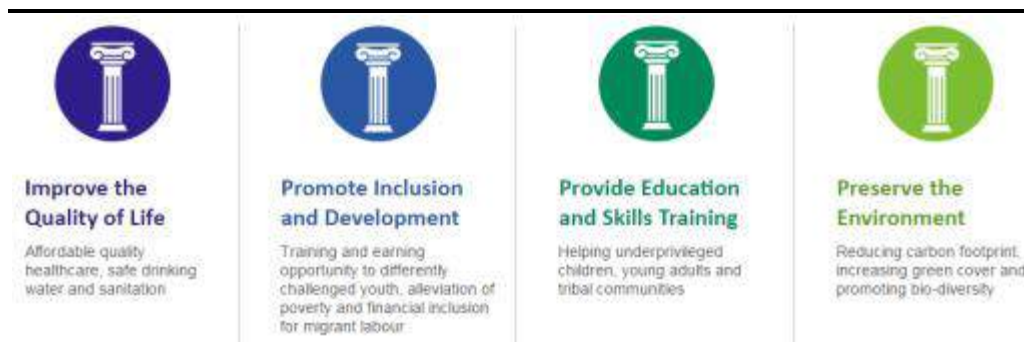 Improve the
Quality of Life
Affordable quality
healthcare, safe drinking
water and sanitation
Promote Inclusion
and Development
Training and earning
opportunity to differently
challenged youth, alleviation of
poverty and financial inclusion
for migrant labour
Provide Education
and Skills Training
Helping underprivileged
children, young adults and
tribal communities
Preserve the
Environment
Reducing carbon footprint,
increasing green cover and
promoting bio-diversity